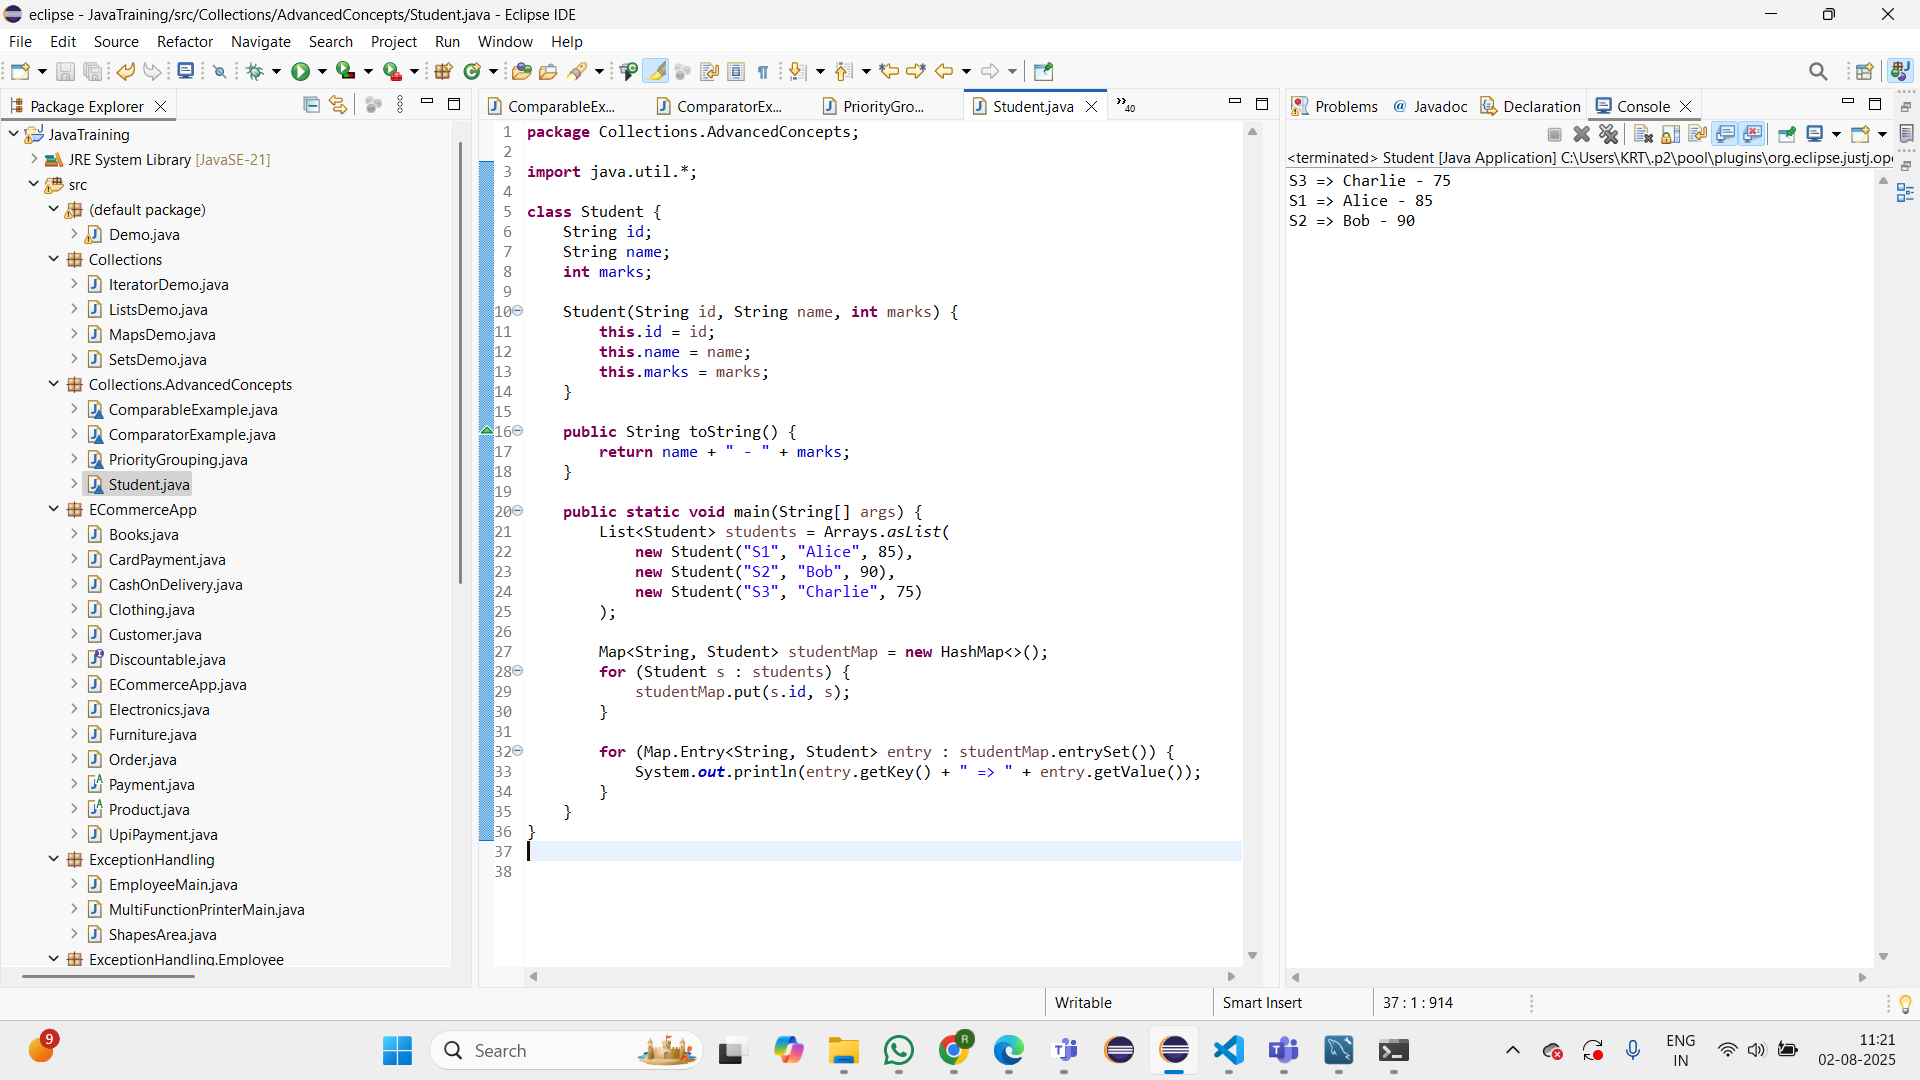 eclipse - JavaTraining/src/Collections/AdvancedConcepts/Student.java - Eclipse IDE
File Edit Source Refactor Navigate Search Project Run Window Help
Package Explorer
JavaTraining
JRE System Library [JavaSE-21]
src
(default package)
Demo.java
Collections
IteratorDemo.java
ListsDemo.java
MapsDemo.java
SetsDemo.java
Collections.AdvancedConcepts
ComparableExample.java
ComparatorExample.java
PriorityGrouping.java
Student.java
ECommerceApp
Books.java
CardPayment.java
CashOnDelivery.java
Clothing.java
Customer.java
Discountable.java
ECommerceApp.java
Electronics.java
Furniture.java
Order.java
Payment.java
Product.java
UpiPayment.java
ExceptionHandling
EmployeeMain.java
MultiFunctionPrinterMain.java
ShapesArea.java
ExceptionHandling.Employee
ComparableEx... ComparatorEx... PriorityGro... Student.java »40
1 package Collections.AdvancedConcepts;
2
3 import java.util.*;
4
5 class Student {
6     String id;
7     String name;
8     int marks;
9
10     Student(String id, String name, int marks) {
11         this.id = id;
12         this.name = name;
13         this.marks = marks;
14     }
15
16     public String toString() {
17         return name + " - " + marks;
18     }
19
20     public static void main(String[] args) {
21         List<Student> students = Arrays.asList(
22             new Student("S1", "Alice", 85),
23             new Student("S2", "Bob", 90),
24             new Student("S3", "Charlie", 75)
25         );
26
27         Map<String, Student> studentMap = new HashMap<>();
28         for (Student s : students) {
29             studentMap.put(s.id, s);
30         }
31
32         for (Map.Entry<String, Student> entry : studentMap.entrySet()) {
33             System.out.println(entry.getKey() + " => " + entry.getValue());
34         }
35     }
36 }
37
38
Problems @ Javadoc Declaration Console
<terminated> Student [Java Application] C:\Users\KRT\.p2\pool\plugins\org.eclipse.justj.ope
S3 => Charlie - 75
S1 => Alice - 85
S2 => Bob - 90
Writable Smart Insert 37 : 1 : 914
9
Search
R
ENG
IN
11:21
02-08-2025